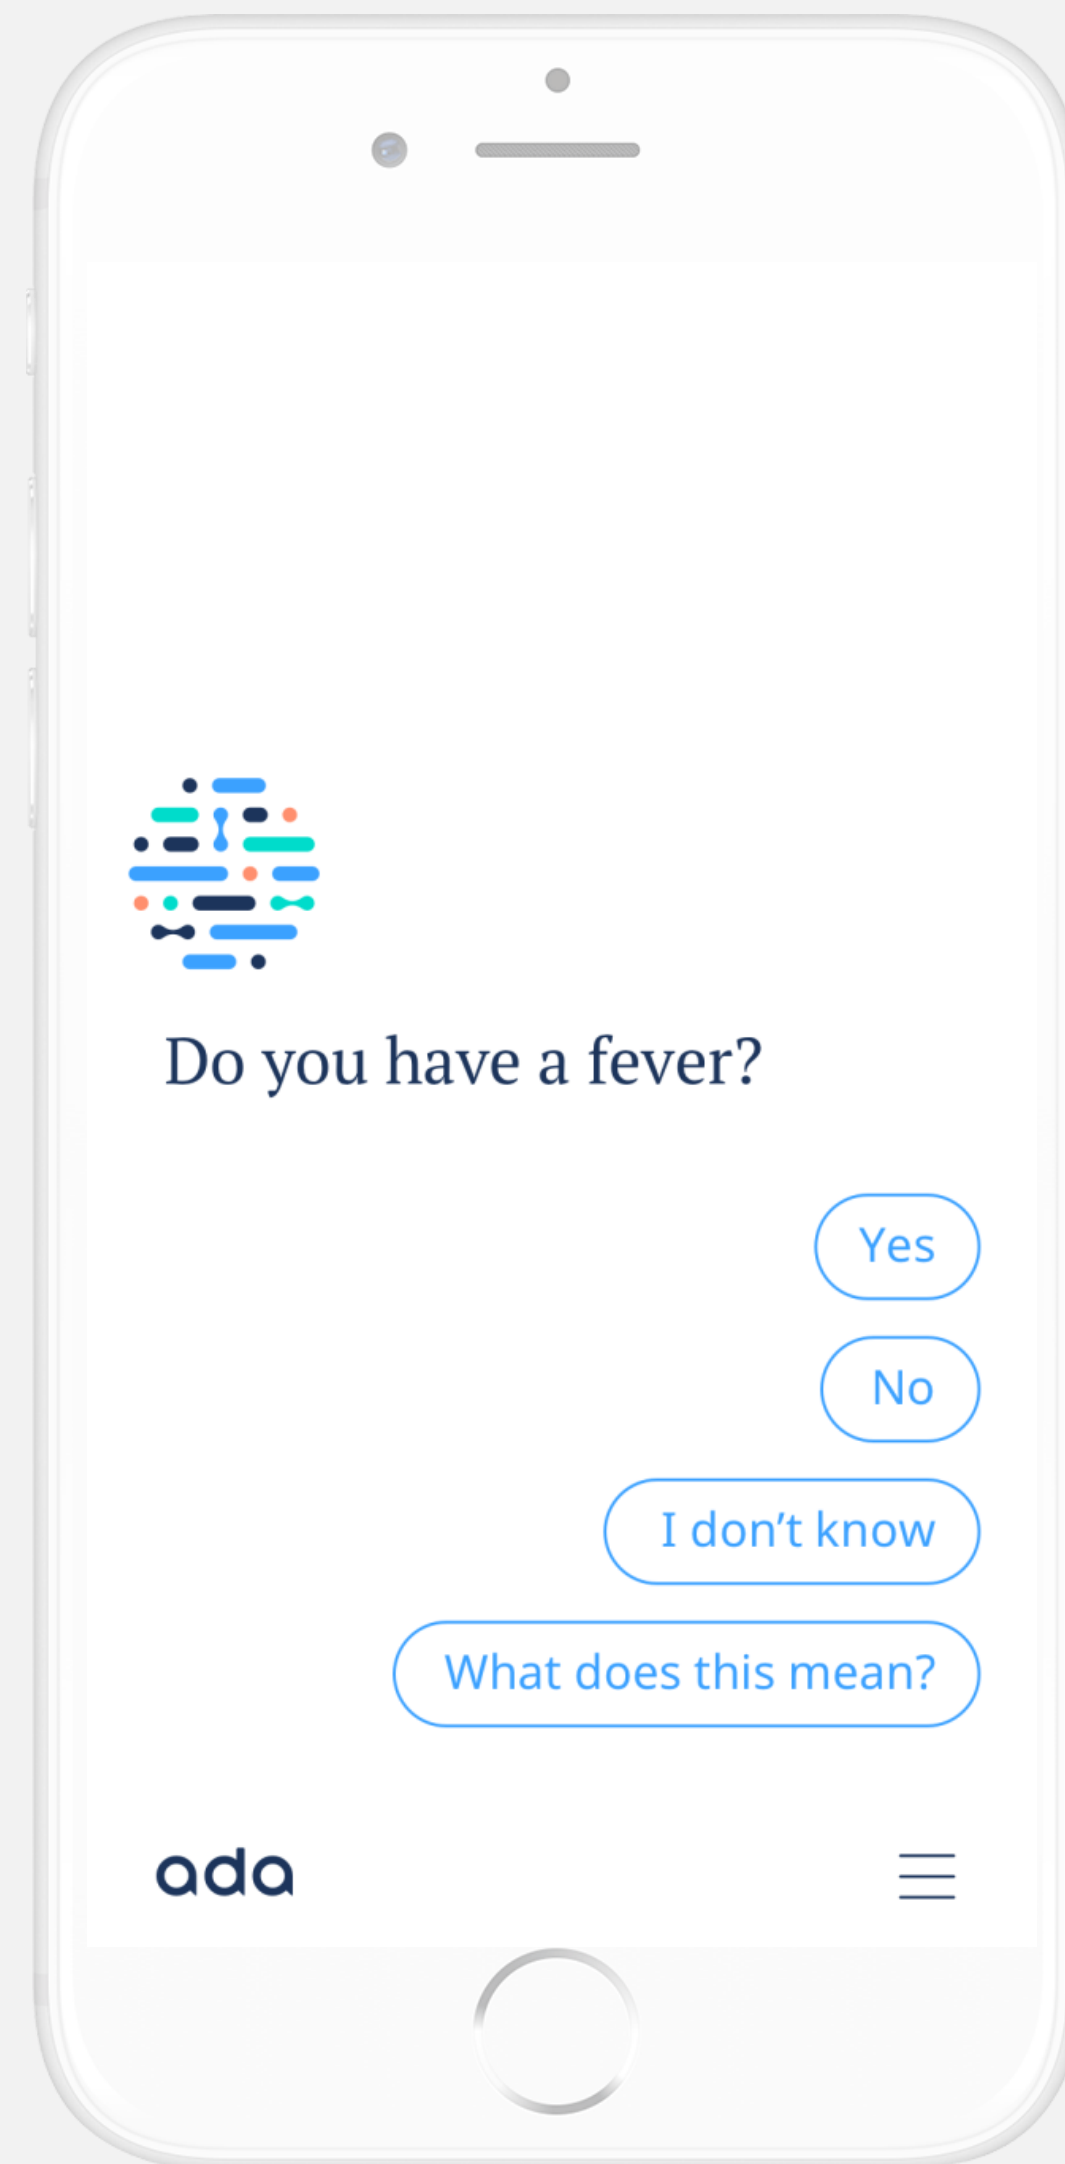 Do you have a fever?
Yes
No
I don’t know
What does this mean?
ada